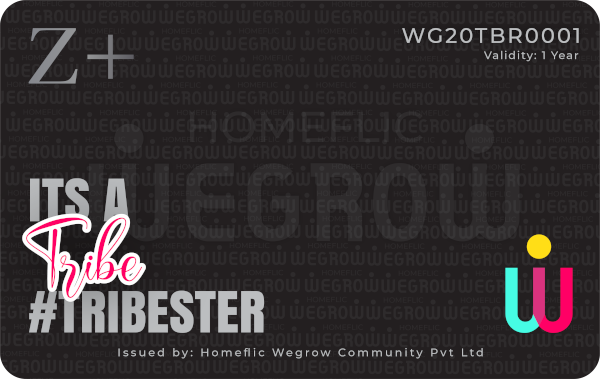 Z+
WG20TBR0001
Validity: 1 Year
HOMEFLIC
WEGROW
ITS A
Tribe
#TRIBESTER
Issued by: Homeflic Wegrow Community Pvt Ltd